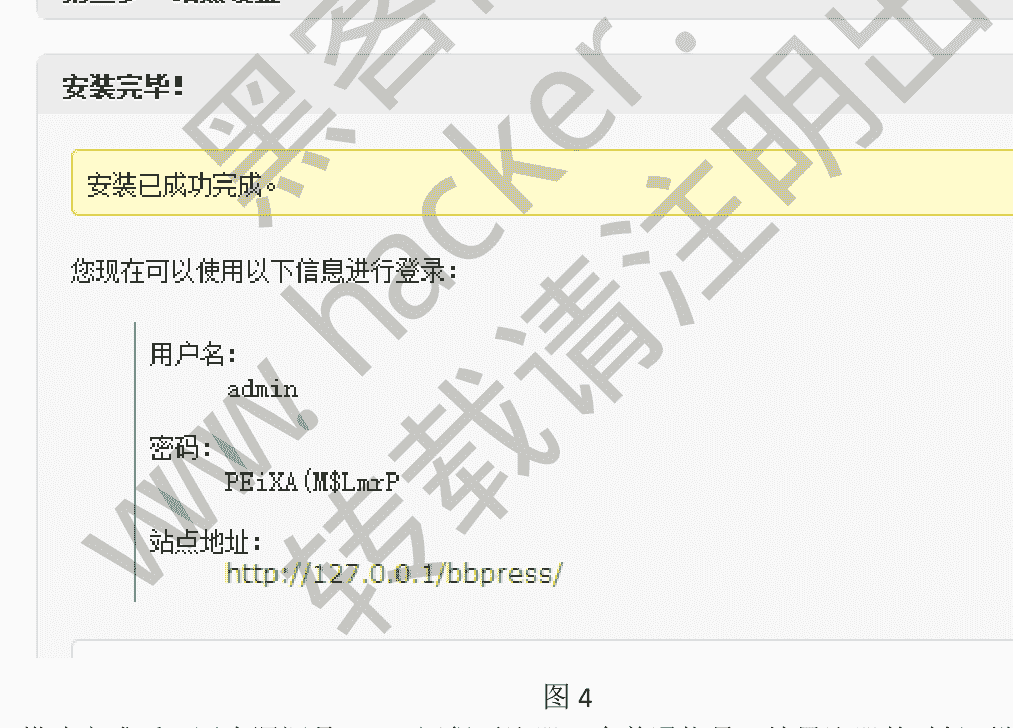 安装完毕!
安装已成功完成。
您现在可以使用以下信息进行登录:
用户名:
admin
密码:
PEiXA(M$LmrP
站点地址:
http://127.0.0.1/bbpress/
图 4
黑客
www.hacker.
转载请注明出